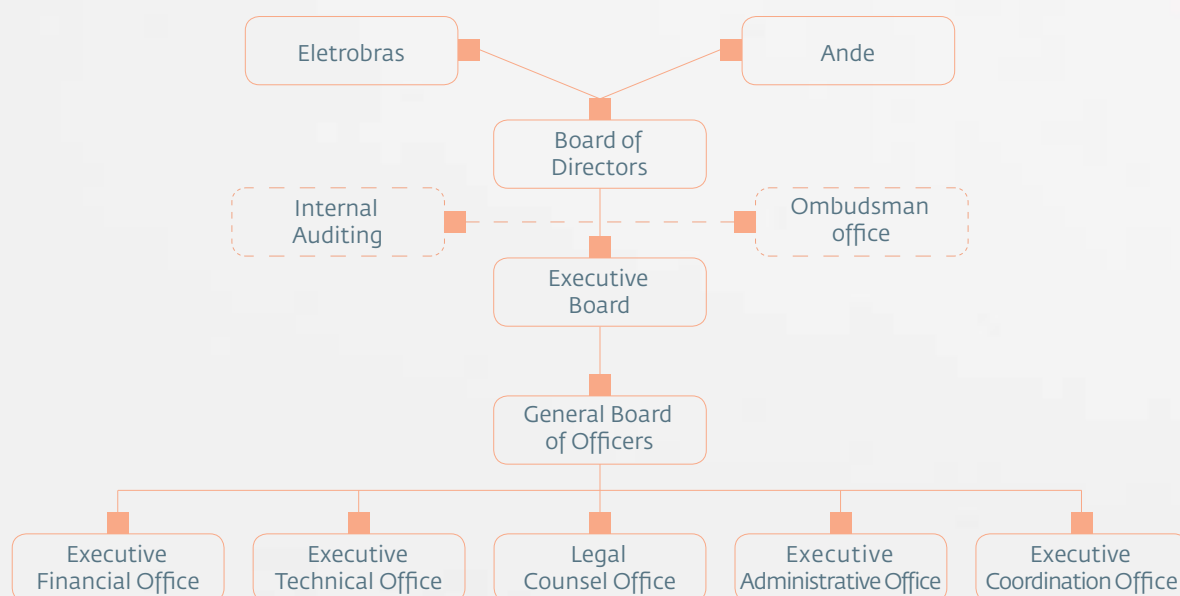 Eletrobras
Ande
Board of
Directors
Internal
Auditing
Ombudsman
office
Executive
Board
General Board
of Officers
Executive
Financial Office
Executive
Technical Office
Legal
Counsel Office
Executive
Administrative Office
Executive
Coordination Office